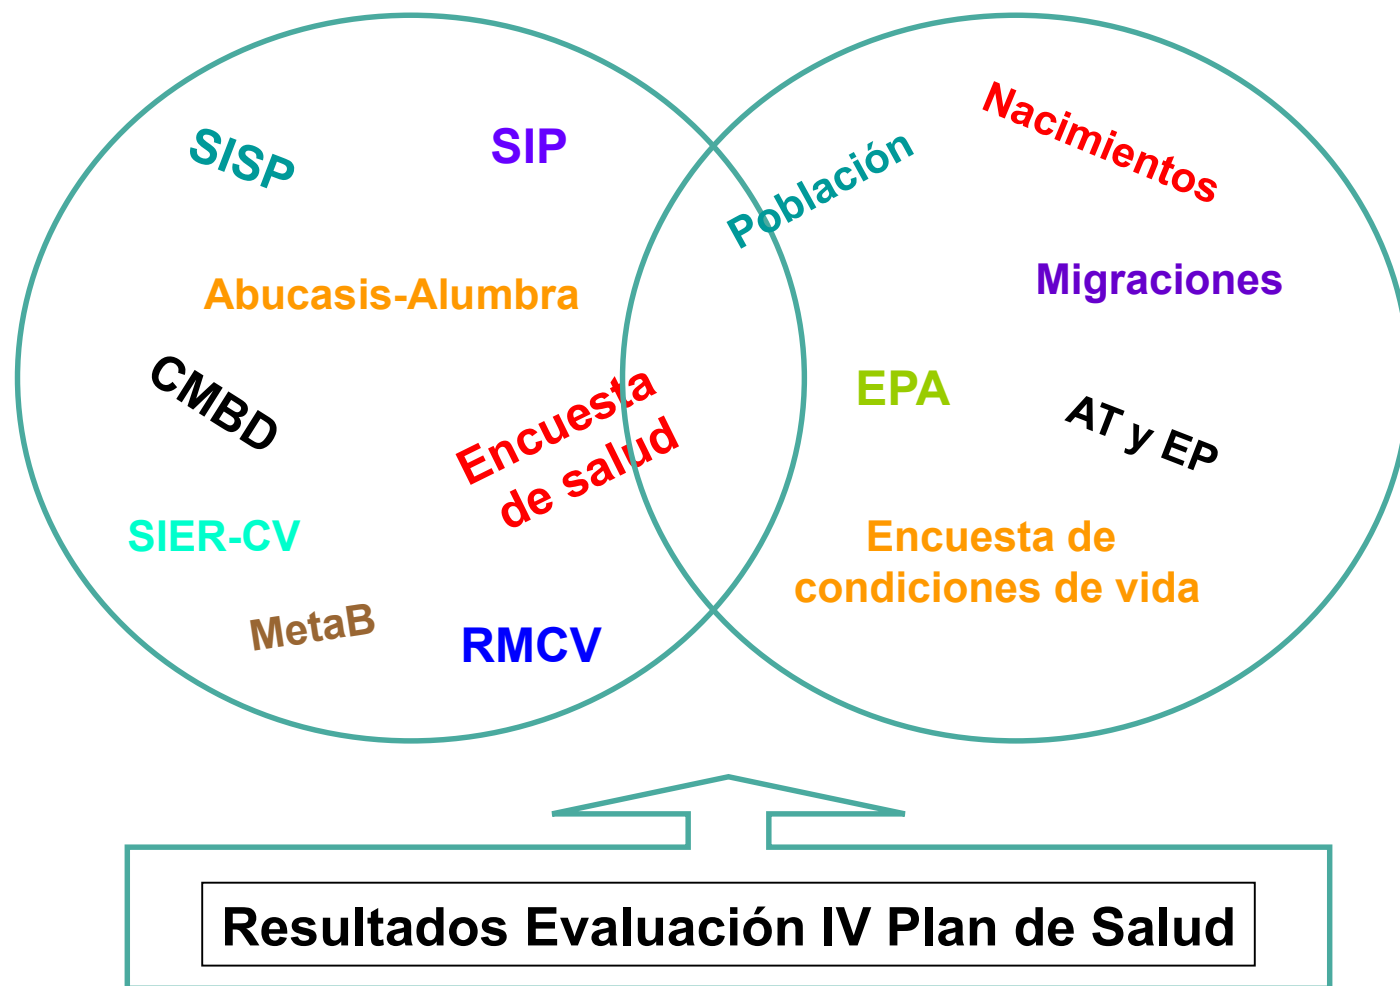 SISP
SIP
Abucasis-Alumbra
CMBD
Encuesta
de salud
SIER-CV
MetaB
RMCV
Población
Nacimientos
Migraciones
EPA
AT y EP
Encuesta de
condiciones de vida
Resultados Evaluación IV Plan de Salud